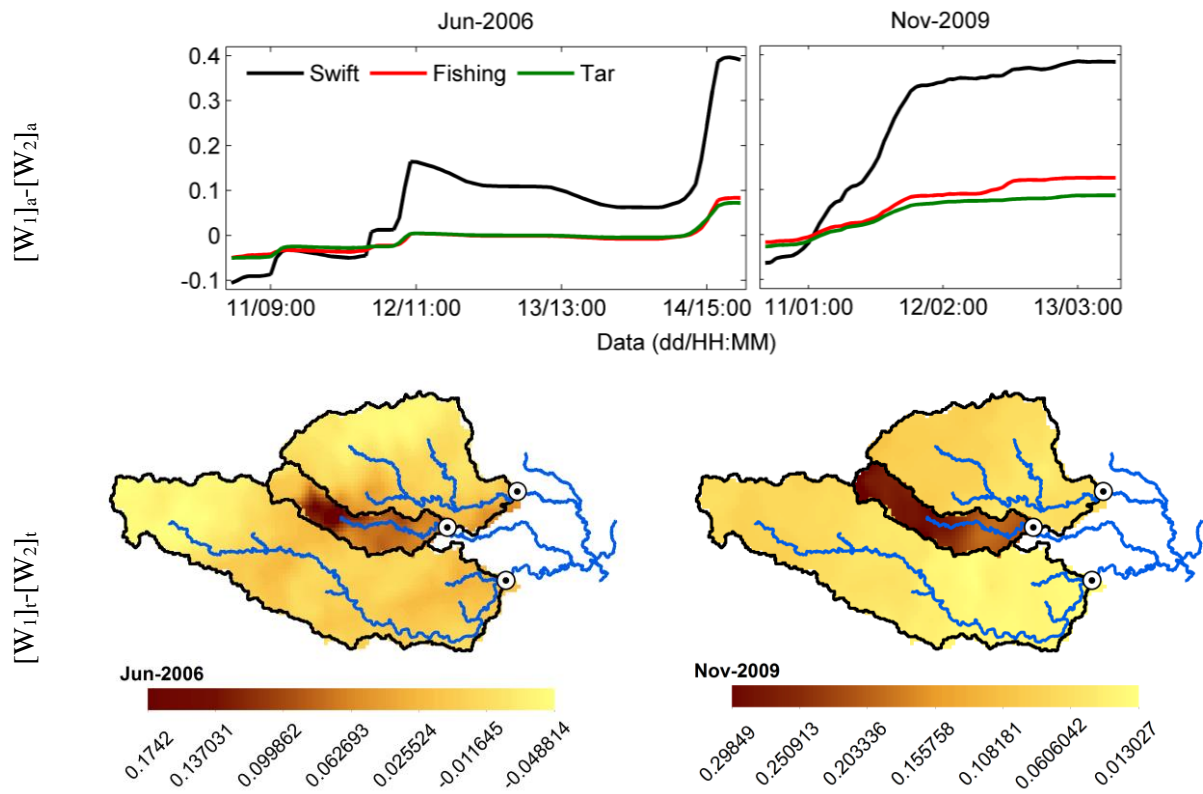 Jun-2006 Nov-2009
[W₁]ₐ-[W₂]ₐ
0.4
0.3
0.2
0.1
0
-0.1
Swift Fishing Tar
11/09:00 12/11:00 13/13:00 14/15:00 11/01:00 12/02:00 13/03:00
Data (dd/HH:MM)
[W₁]ₜ-[W₂]ₜ
Jun-2006
0.1742 0.137031 0.099862 0.062693 0.025524 -0.011645 -0.048814
Nov-2009
0.29849 0.250913 0.203336 0.155758 0.108181 0.0606042 0.013027